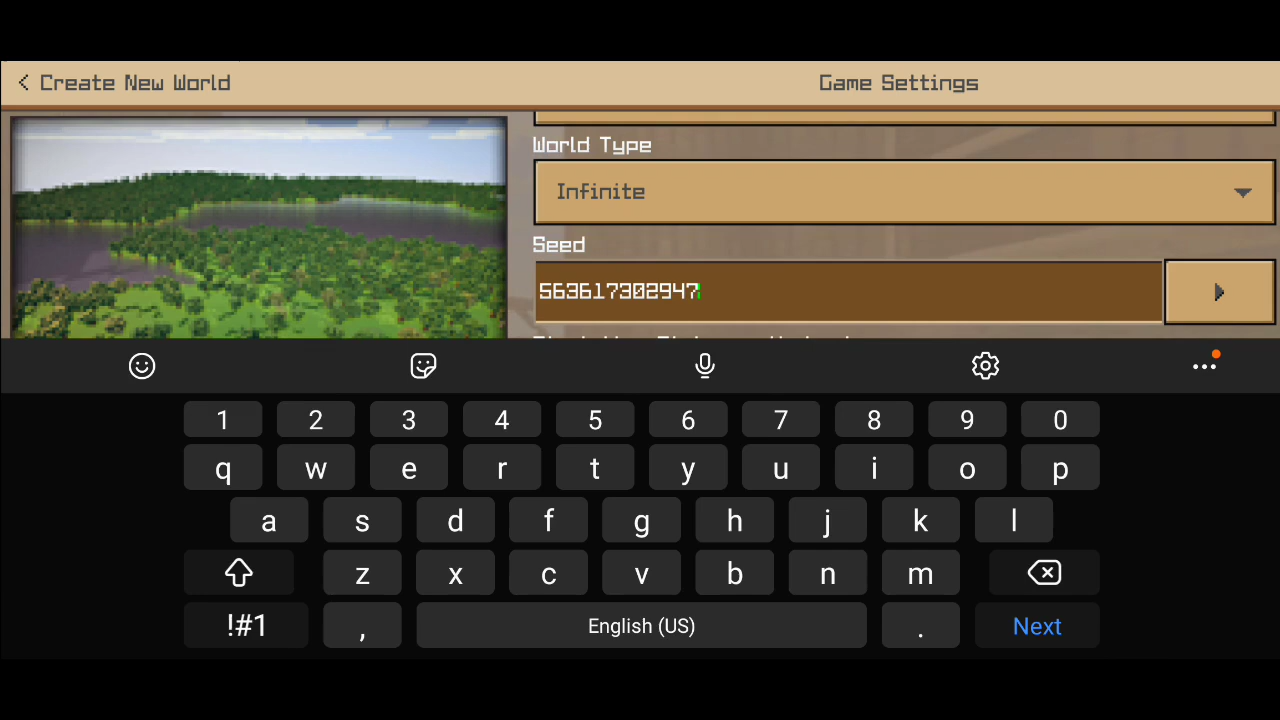 Create New World
Game Settings
World Type
Infinite
Seed
563617302947
1 2 3 4 5 6 7 8 9 0
q w e r t y u i o p
a s d f g h j k l
z x c v b n m
!#1 , English (US) . Next